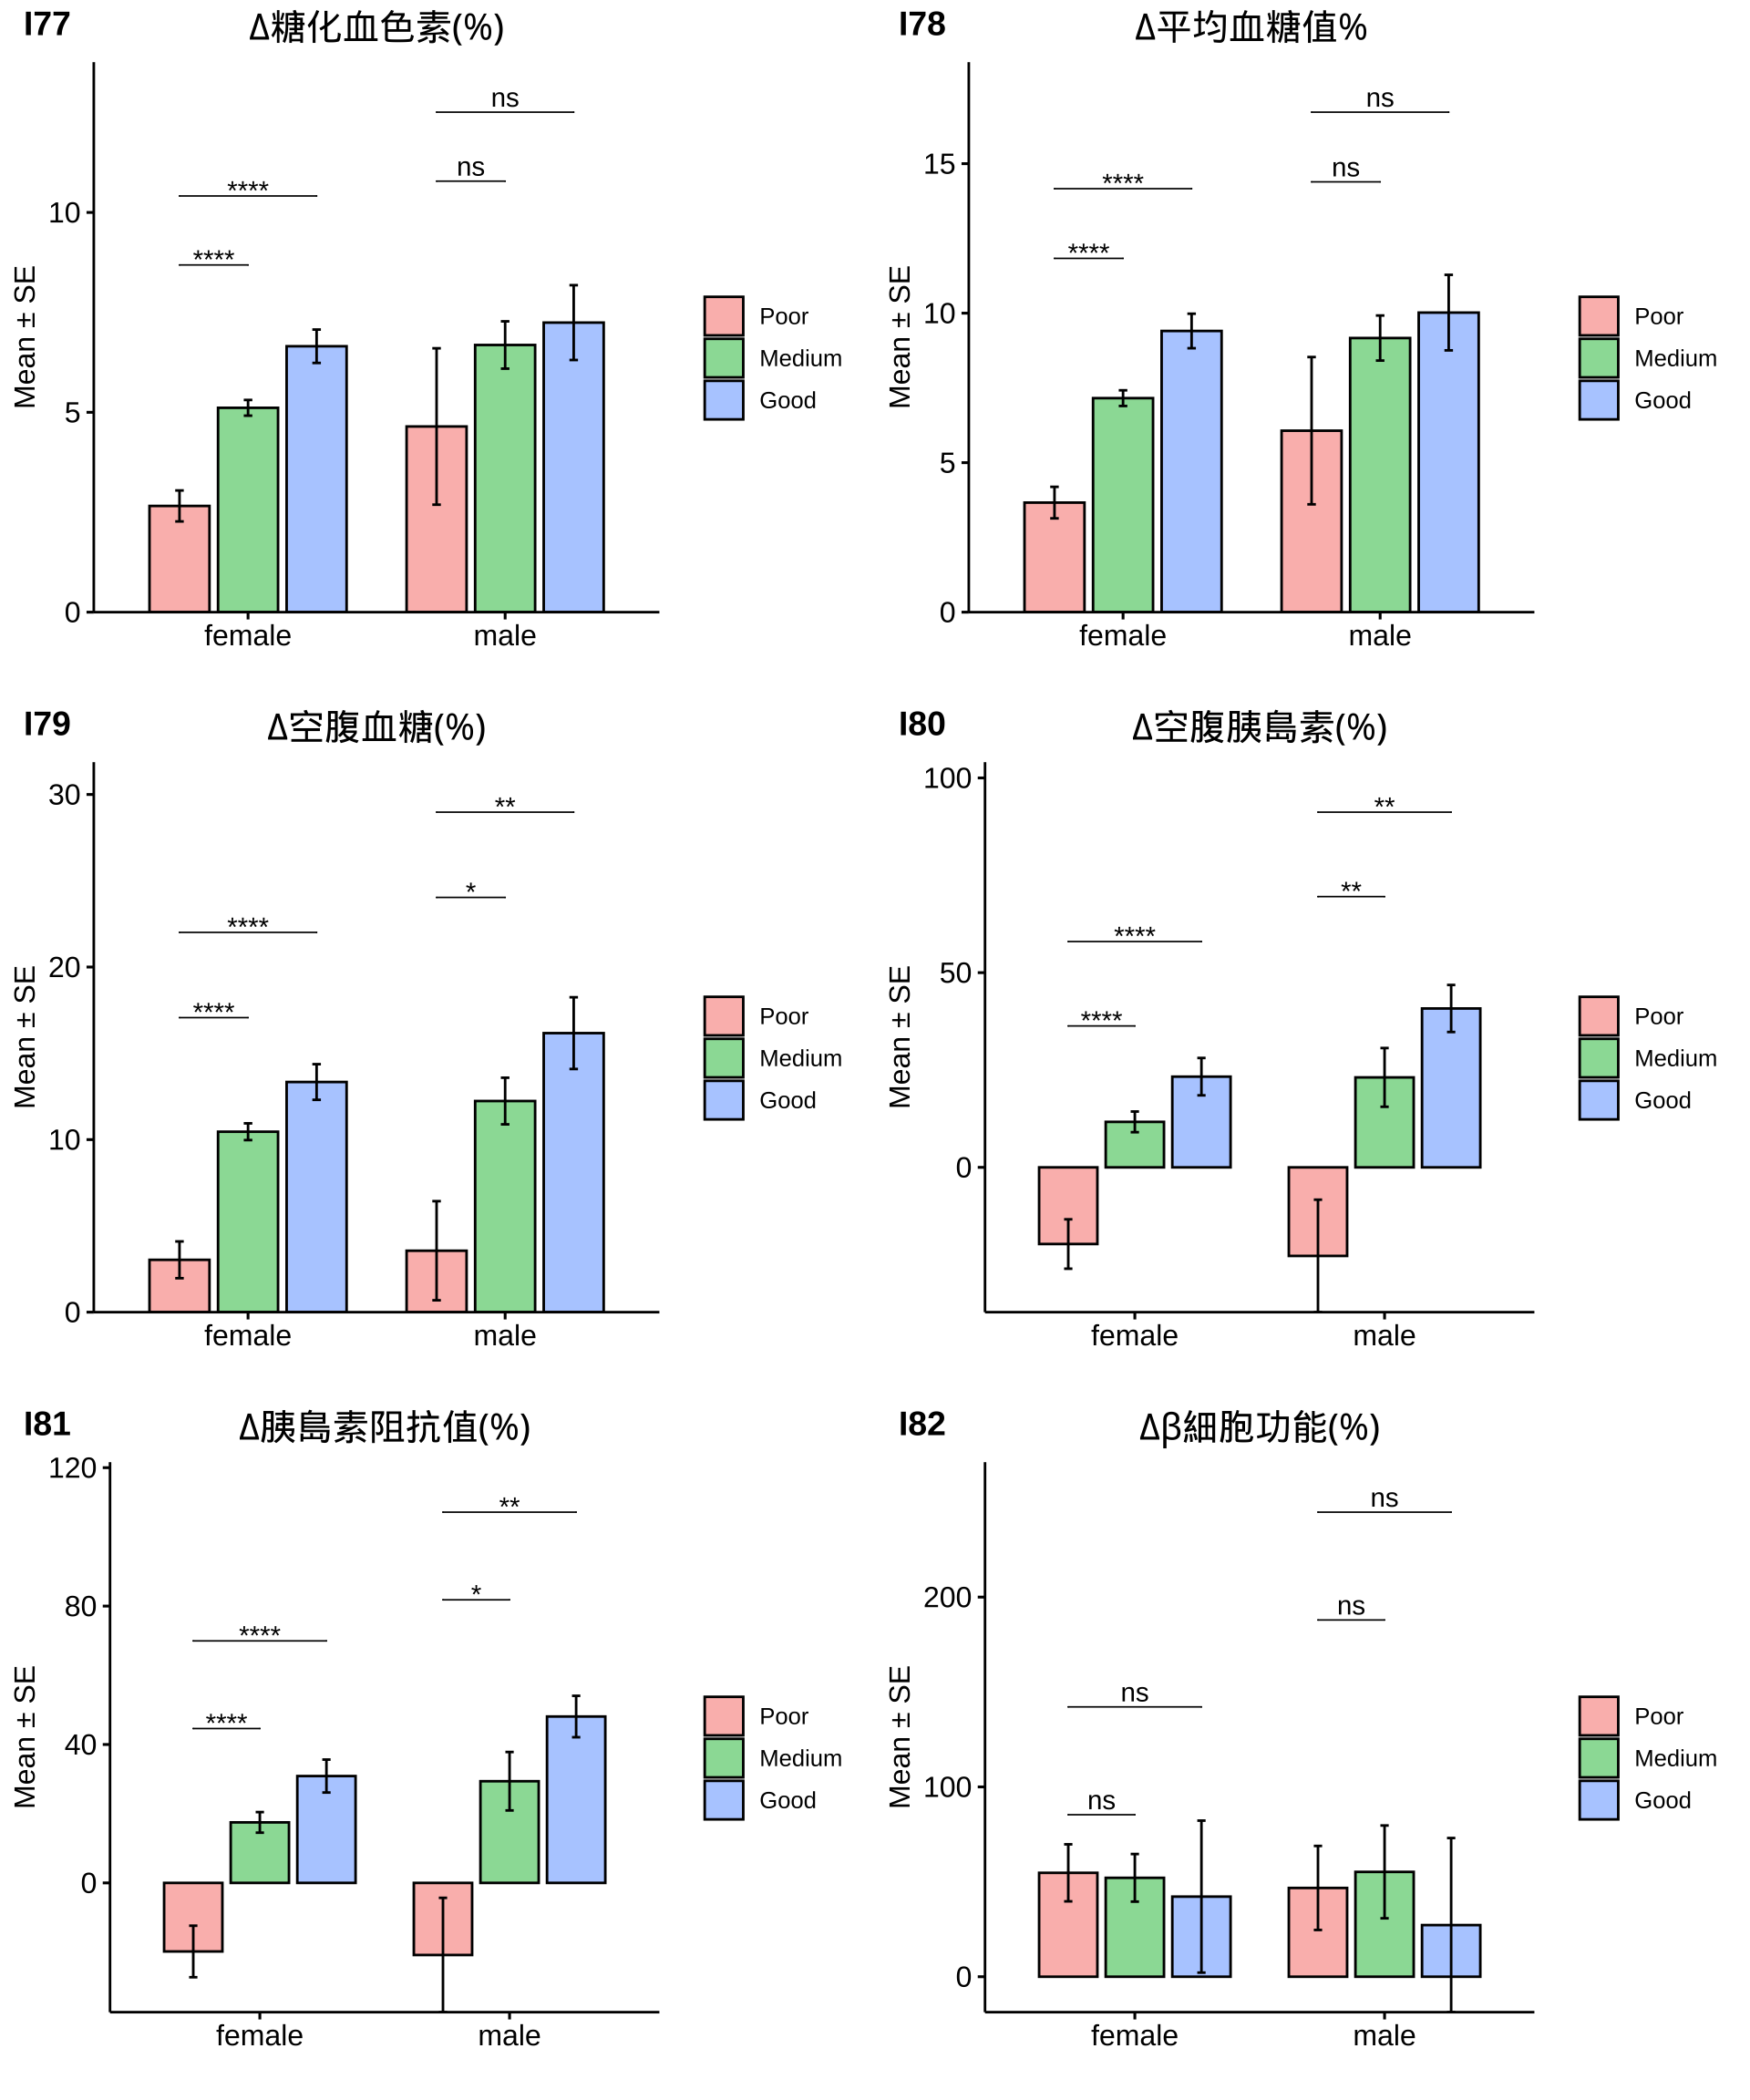 I77
Δ糖化血色素(%)
Mean ± SE
10
5
0
****
****
ns
ns
female
male
Poor
Medium
Good
I78
Δ平均血糖值%
Mean ± SE
15
10
5
0
****
****
ns
ns
female
male
Poor
Medium
Good
I79
Δ空腹血糖(%)
Mean ± SE
30
20
10
0
****
****
**
*
female
male
Poor
Medium
Good
I80
Δ空腹胰島素(%)
Mean ± SE
100
50
0
****
****
**
**
female
male
Poor
Medium
Good
I81
Δ胰島素阻抗值(%)
Mean ± SE
120
80
40
0
****
****
**
*
female
male
Poor
Medium
Good
I82
Δβ細胞功能(%)
Mean ± SE
200
100
0
ns
ns
ns
ns
female
male
Poor
Medium
Good